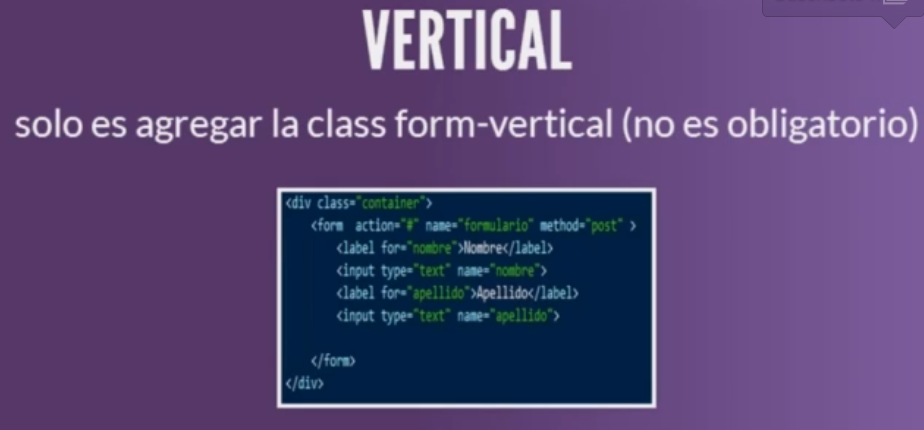 VERTICAL
solo es agregar la class form-vertical (no es obligatorio)
<div class="container">
<form action="#" name="formulario" method="post" >
<label for="nombre">Nombre</label>
<input type="text" name="nombre">
<label for="apellido">Apellido</label>
<input type="text" name="apellido">
</form>
</div>